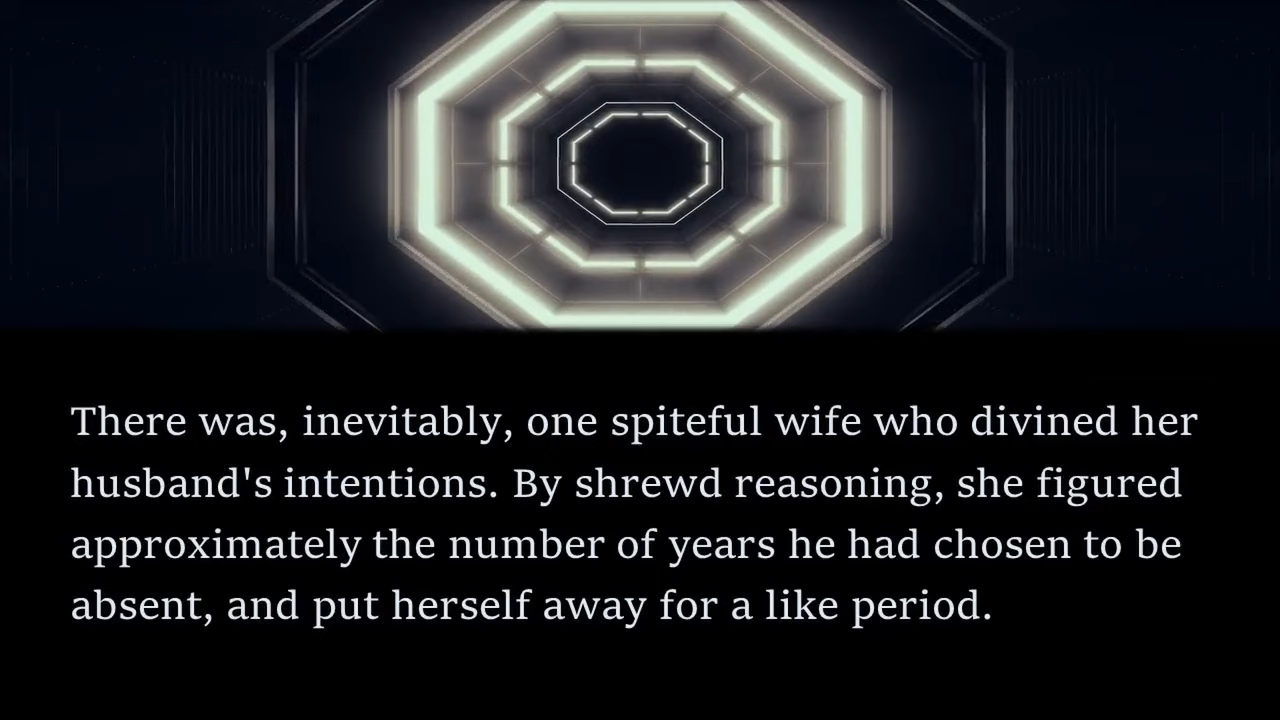 There was, inevitably, one spiteful wife who divined her
husband's intentions. By shrewd reasoning, she figured
approximately the number of years he had chosen to be
absent, and put herself away for a like period.